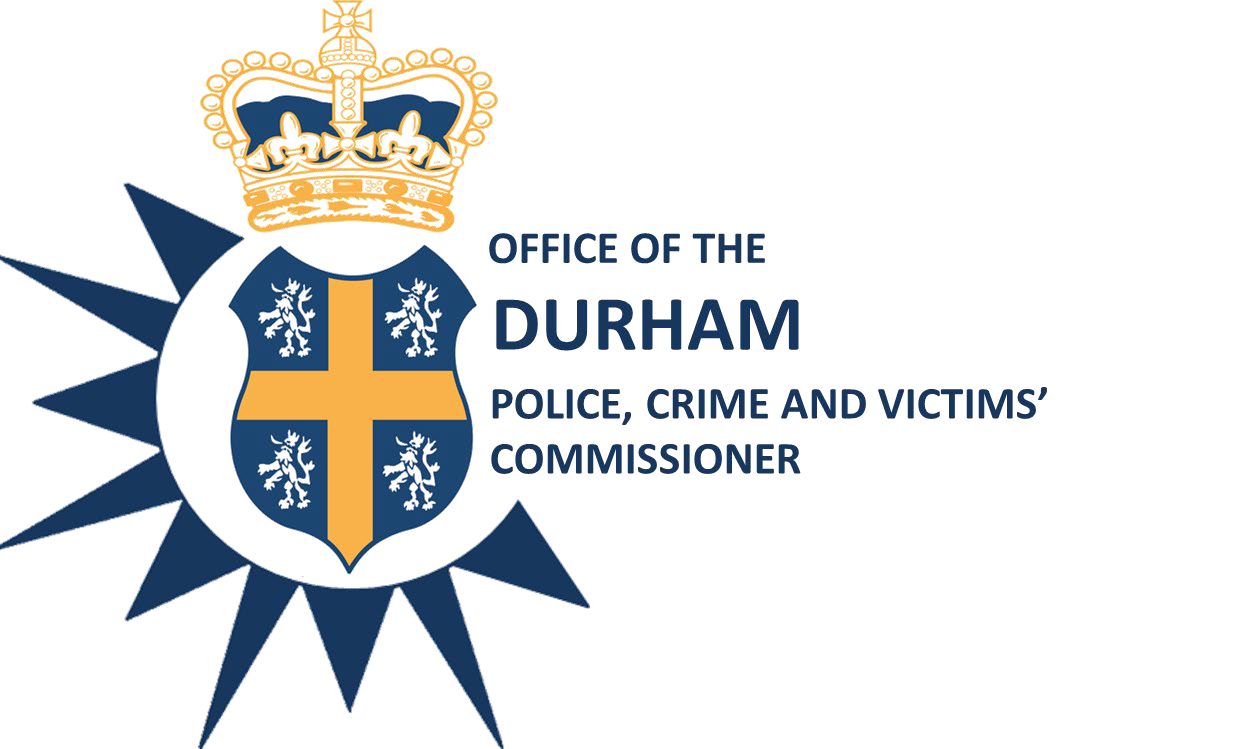 OFFICE OF THE
DURHAM
POLICE, CRIME AND VICTIMS’
COMMISSIONER